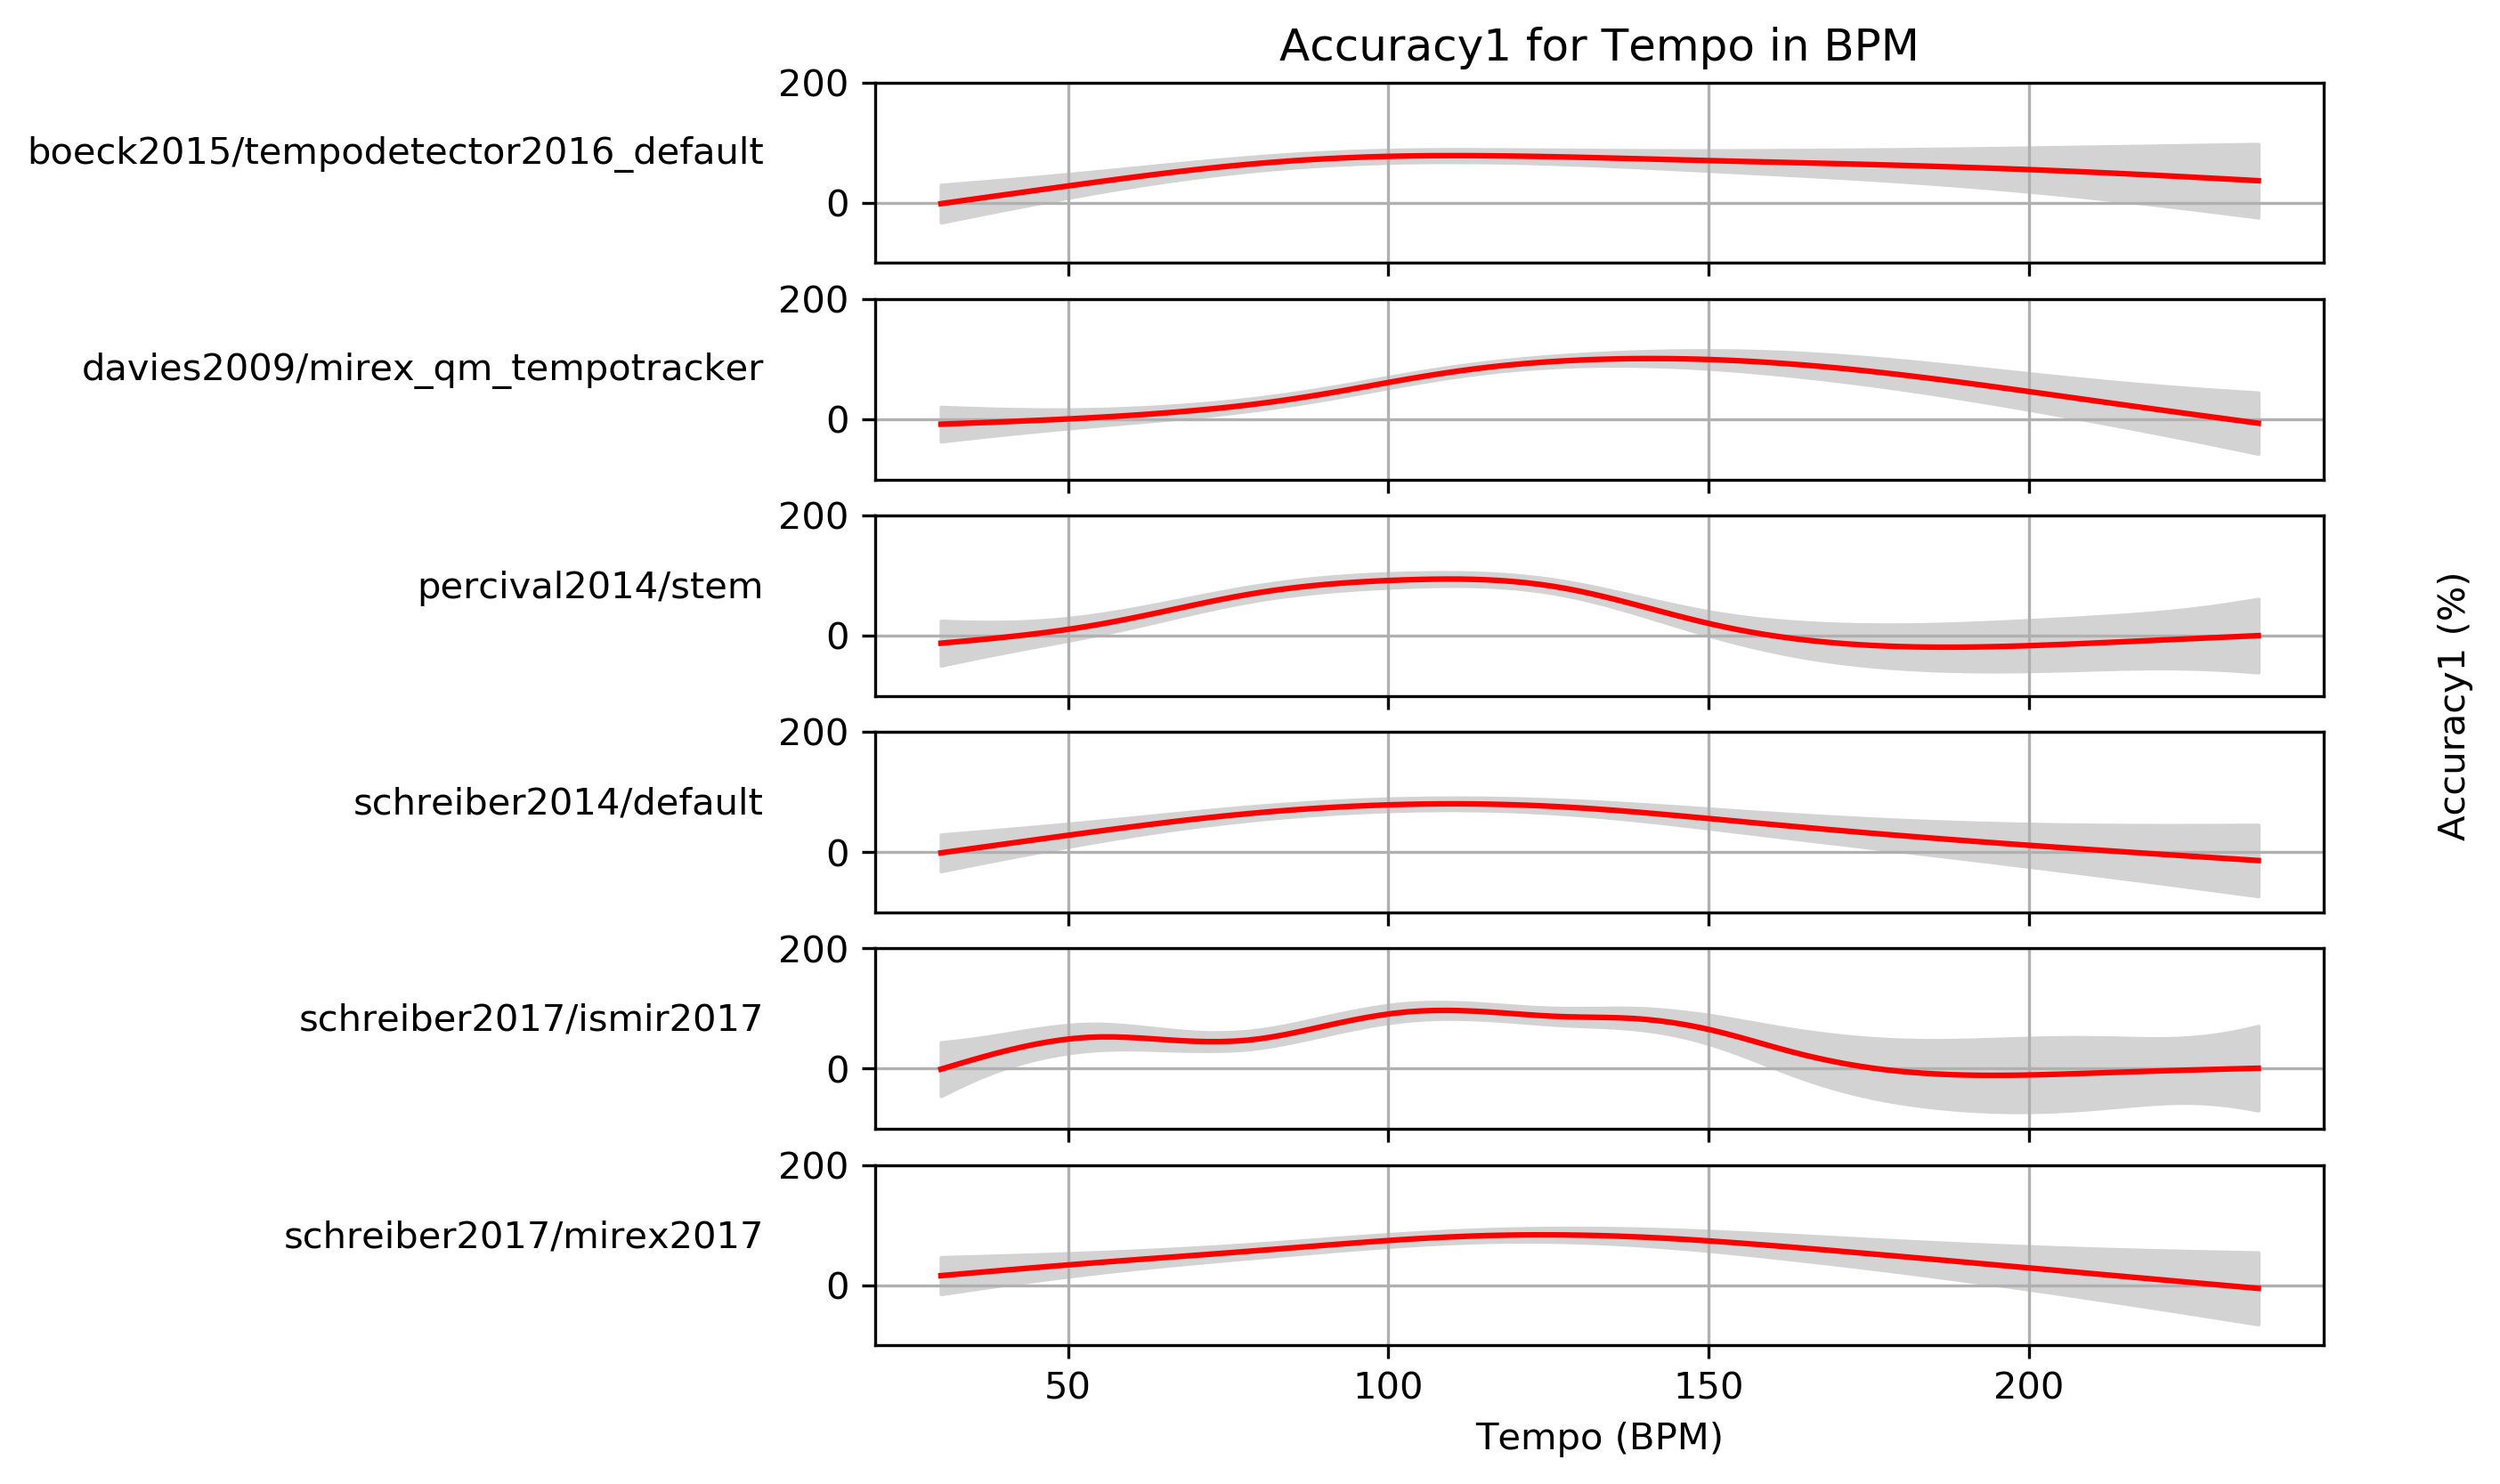 Accuracy1 for Tempo in BPM
200
boeck2015/tempodetector2016_default
0
200
davies2009/mirex_qm_tempotracker
0
200
percival2014/stem
0
200
schreiber2014/default
0
200
schreiber2017/ismir2017
0
200
schreiber2017/mirex2017
0
50 100 150 200
Tempo (BPM)
Accuracy1 (%)